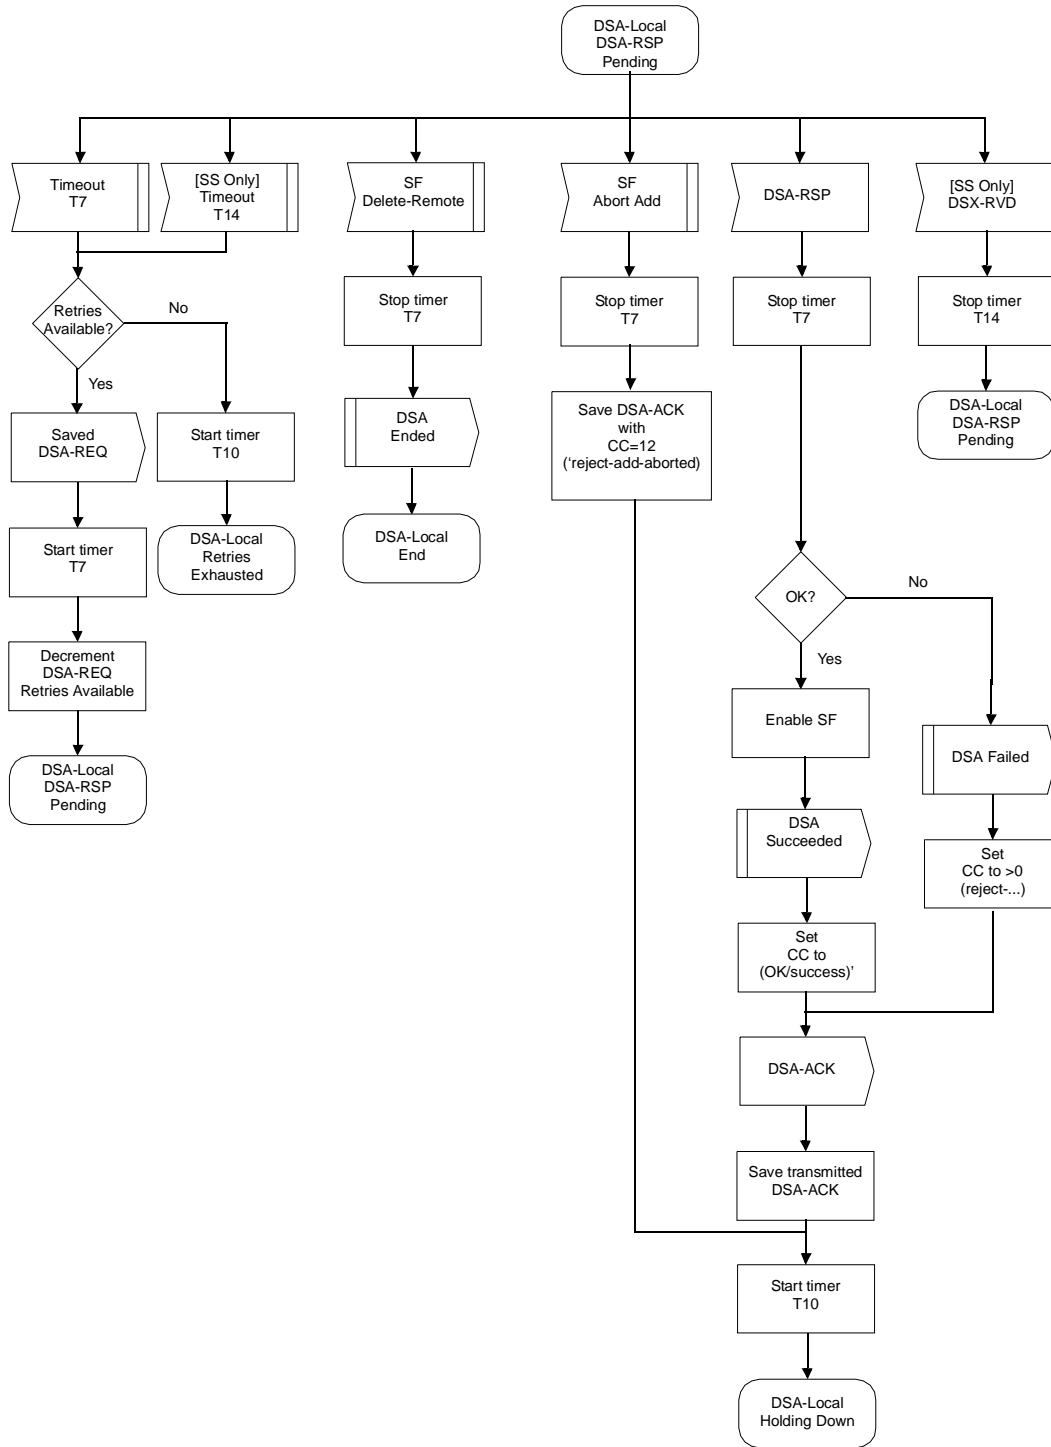 DSA-Local
DSA-RSP
Pending
Timeout
T7
[SS Only]
Timeout
T14
SF
Delete-Remote
SF
Abort Add
DSA-RSP
[SS Only]
DSX-RVD
Retries
Available?
No
Yes
Stop timer
T7
Stop timer
T7
Stop timer
T7
Stop timer
T14
Saved
DSA-REQ
Start timer
T10
DSA
Ended
Save DSA-ACK
with
CC=12
(‘reject-add-aborted)
DSA-Local
DSA-RSP
Pending
Start timer
T7
DSA-Local
Retries
Exhausted
DSA-Local
End
OK?
No
Yes
Decrement
DSA-REQ
Retries Available
Enable SF
DSA Failed
DSA-Local
DSA-RSP
Pending
DSA
Succeeded
Set
CC to >0
(reject-...)
Set
CC to
(OK/success)’
DSA-ACK
Save transmitted
DSA-ACK
Start timer
T10
DSA-Local
Holding Down